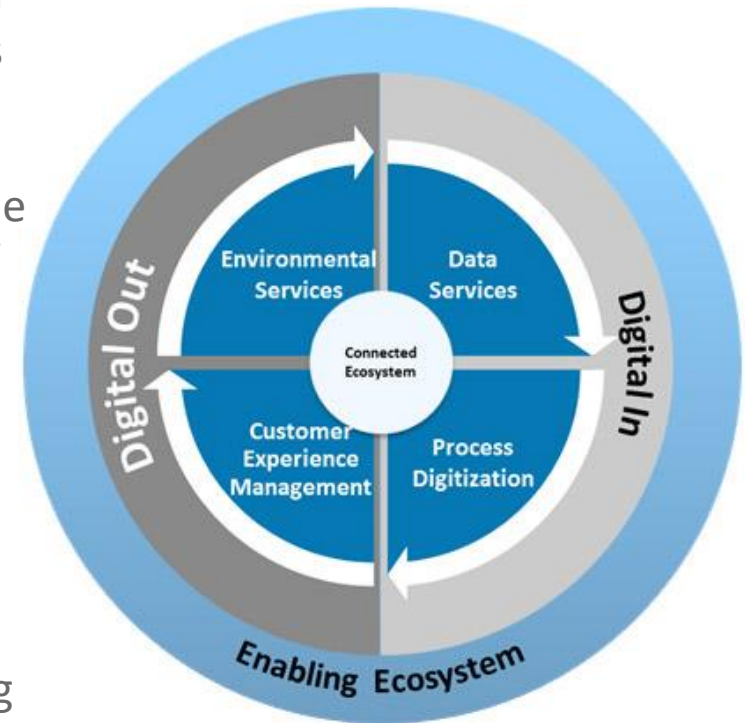 Environmental
Services
Data
Services
Digital Out
Digital In
Connected
Ecosystem
Customer
Experience
Management
Process
Digitization
Enabling Ecosystem